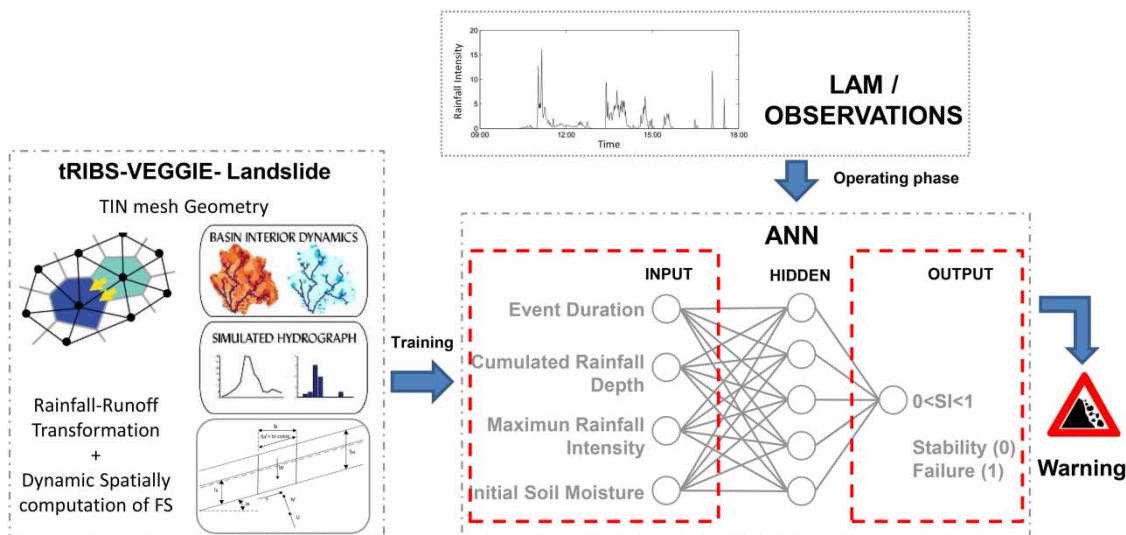 20
15
10
5
0
Rainfall Intensity
09:00 12:00 15:00 18:00
Time
LAM /
OBSERVATIONS
Operating phase
tRIBS-VEGGIE- Landslide
TIN mesh Geometry
BASIN INTERIOR DYNAMICS
SIMULATED HYDROGRAPH
Rainfall-Runoff
Transformation
+
Dynamic Spatially
computation of FS
Training
ANN
INPUT
HIDDEN
OUTPUT
Event Duration
Cumulated Rainfall
Depth
Maximun Rainfall
Intensity
Initial Soil Moisture
0<SI<1
Stability (0)
Failure (1)
Warning